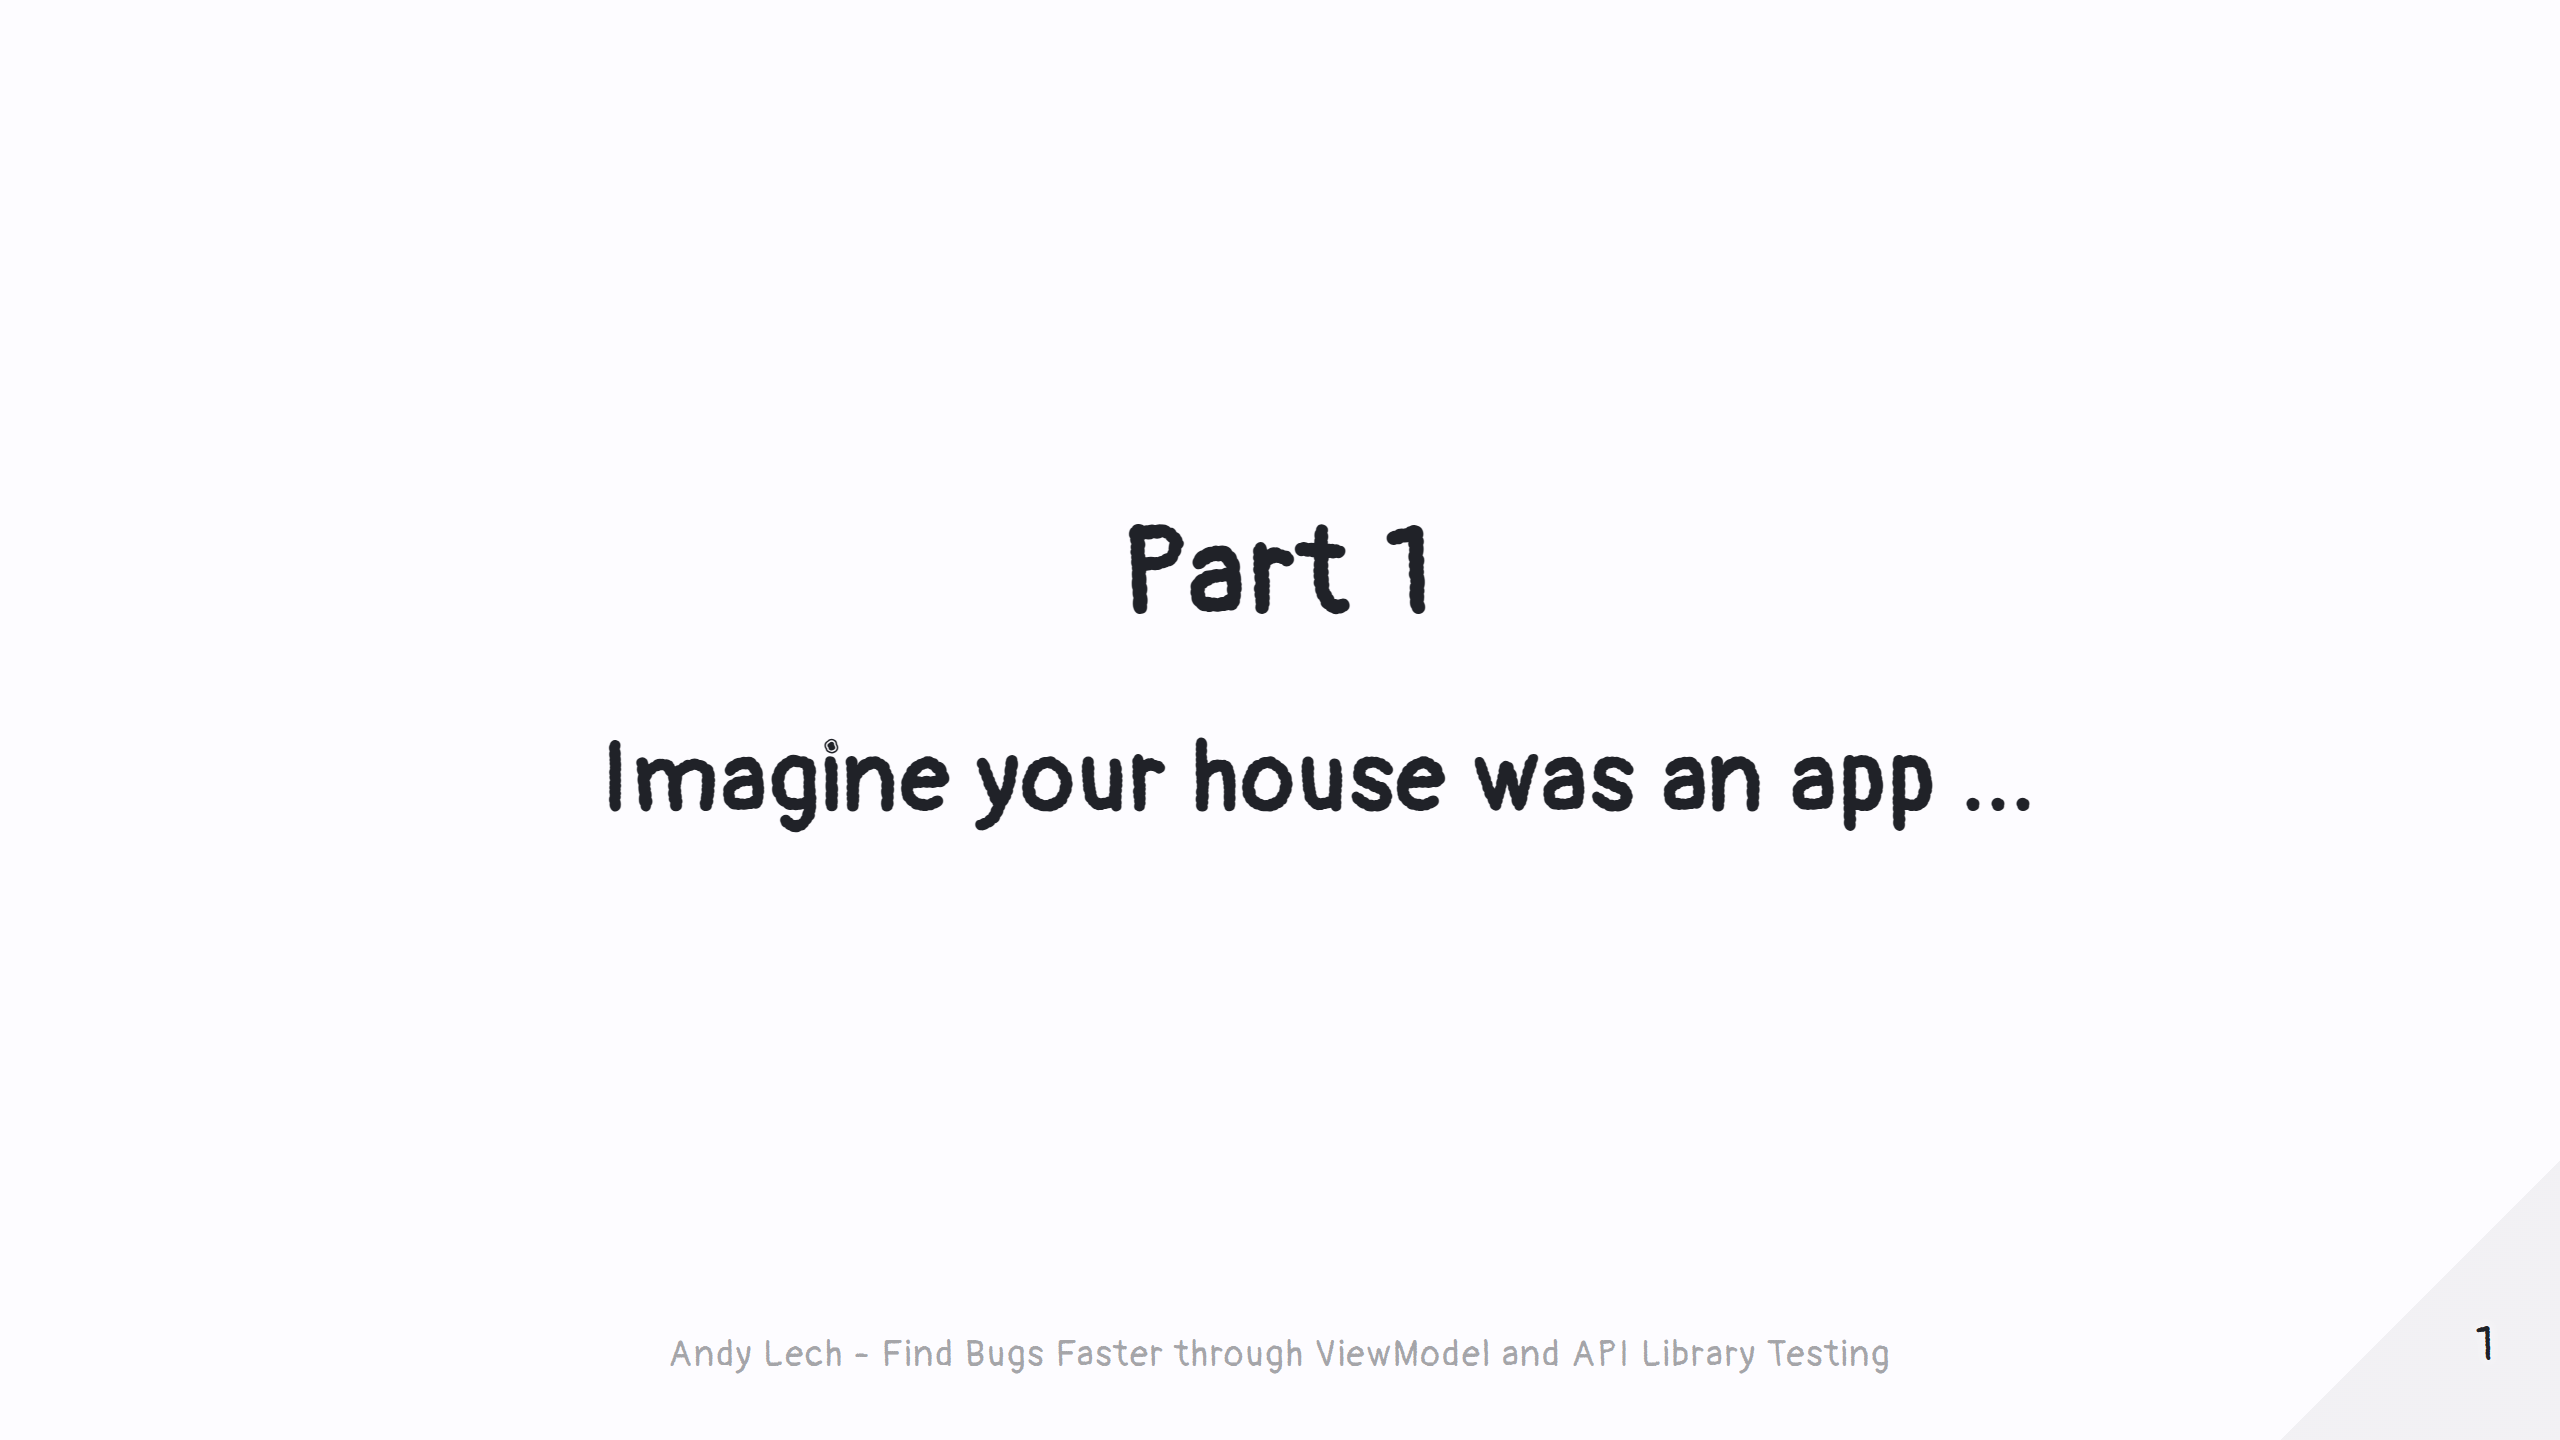 Part 1
Imagine your house was an app ...
Andy Lech - Find Bugs Faster through ViewModel and API Library Testing
1